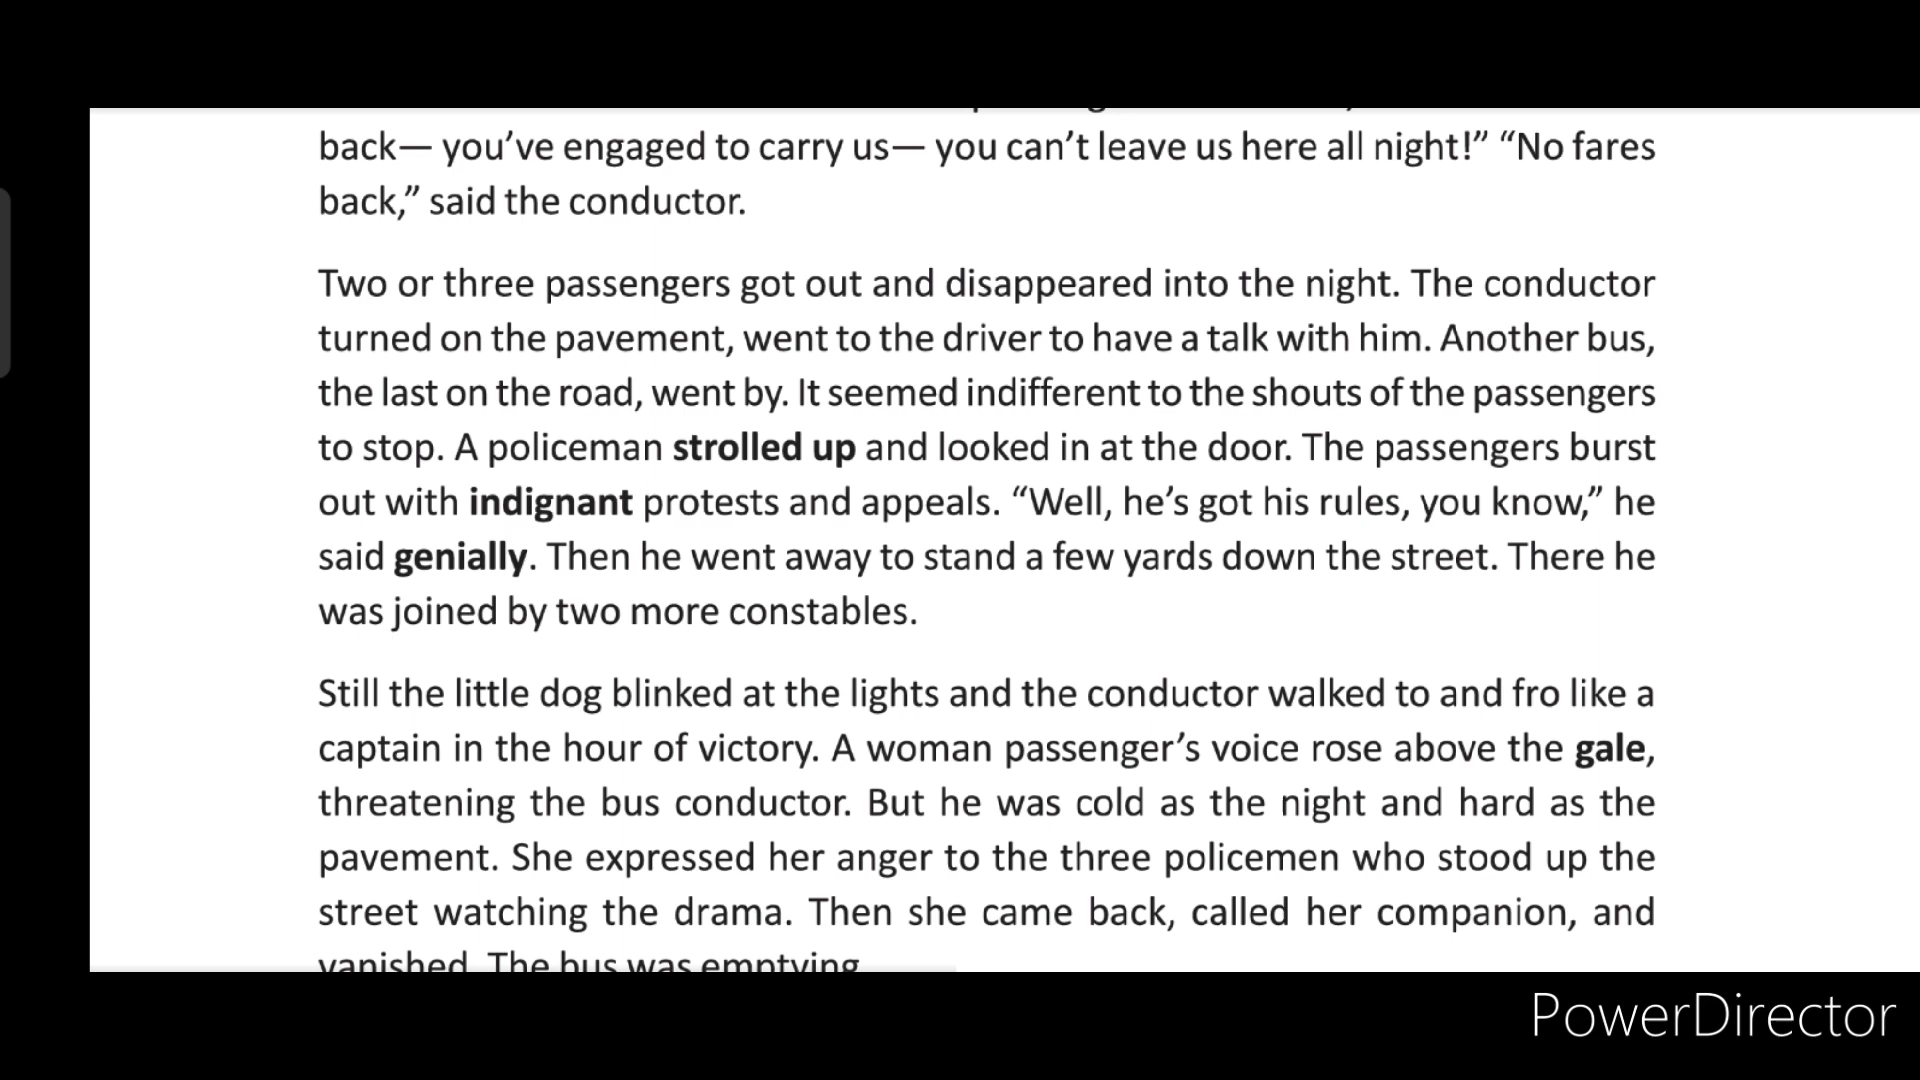 back— you’ve engaged to carry us— you can’t leave us here all night!” “No fares
back,” said the conductor.
Two or three passengers got out and disappeared into the night. The conductor
turned on the pavement, went to the driver to have a talk with him. Another bus,
the last on the road, went by. It seemed indifferent to the shouts of the passengers
to stop. A policeman strolled up and looked in at the door. The passengers burst
out with indignant protests and appeals. “Well, he’s got his rules, you know,” he
said genially. Then he went away to stand a few yards down the street. There he
was joined by two more constables.
Still the little dog blinked at the lights and the conductor walked to and fro like a
captain in the hour of victory. A woman passenger’s voice rose above the gale,
threatening the bus conductor. But he was cold as the night and hard as the
pavement. She expressed her anger to the three policemen who stood up the
street watching the drama. Then she came back, called her companion, and
vanished. The bus was emptying.
PowerDirector